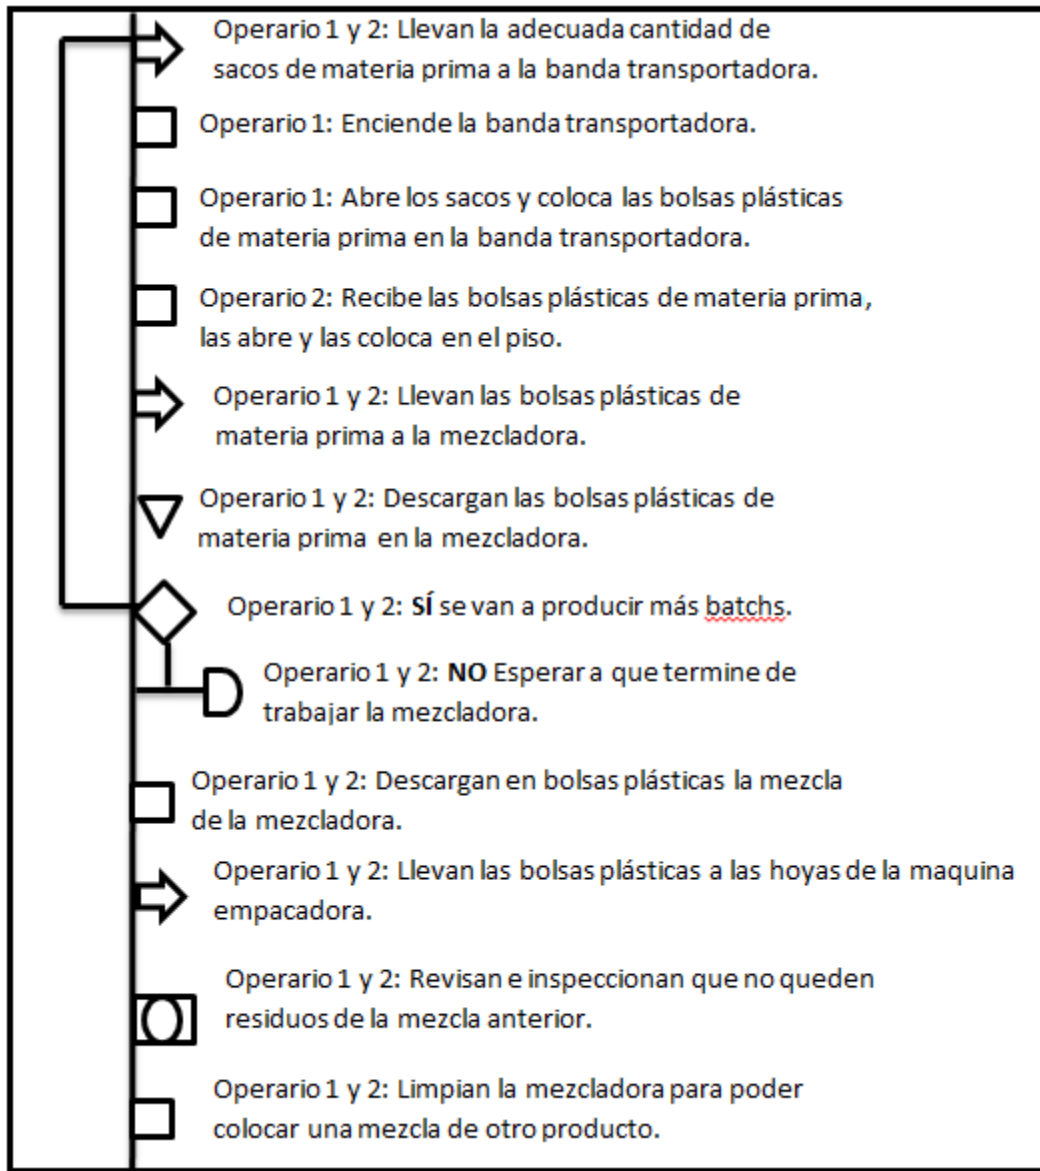 Operario 1 y 2: Llevan la adecuada cantidad de
sacos de materia prima a la banda transportadora.
Operario 1: Enciende la banda transportadora.
Operario 1: Abre los sacos y coloca las bolsas plásticas
de materia prima en la banda transportadora.
Operario 2: Recibe las bolsas plásticas de materia prima,
las abre y las coloca en el piso.
Operario 1 y 2: Llevan las bolsas plásticas de
materia prima a la mezcladora.
Operario 1 y 2: Descargan las bolsas plásticas de
materia prima en la mezcladora.
Operario 1 y 2: SÍ se van a producir más batchs.
Operario 1 y 2: NO Esperar a que termine de
trabajar la mezcladora.
Operario 1 y 2: Descargan en bolsas plásticas la mezcla
de la mezcladora.
Operario 1 y 2: Llevan las bolsas plásticas a las hoyas de la maquina
empacadora.
Operario 1 y 2: Revisan e inspeccionan que no queden
residuos de la mezcla anterior.
Operario 1 y 2: Limpian la mezcladora para poder
colocar una mezcla de otro producto.